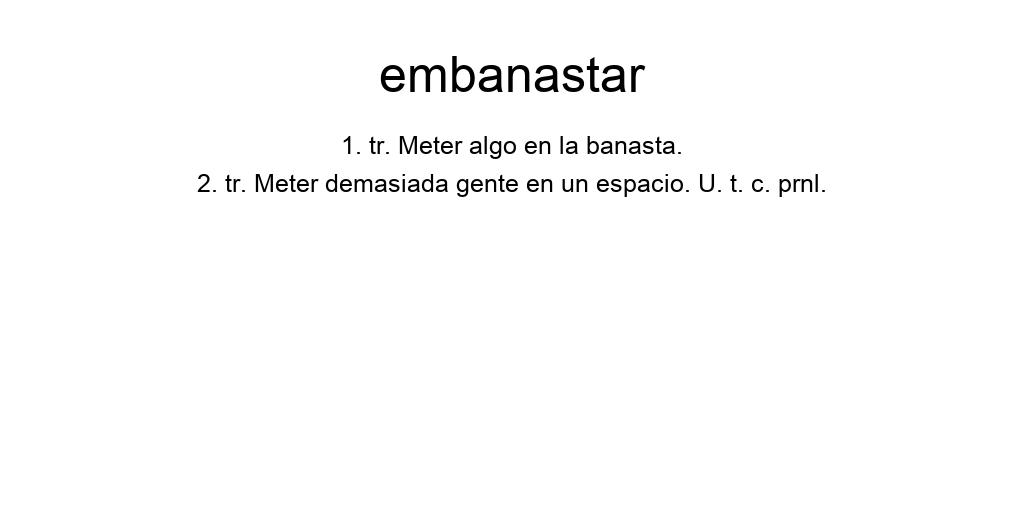 embanastar
1. tr. Meter algo en la banasta.
2. tr. Meter demasiada gente en un espacio. U. t. c. prnl.